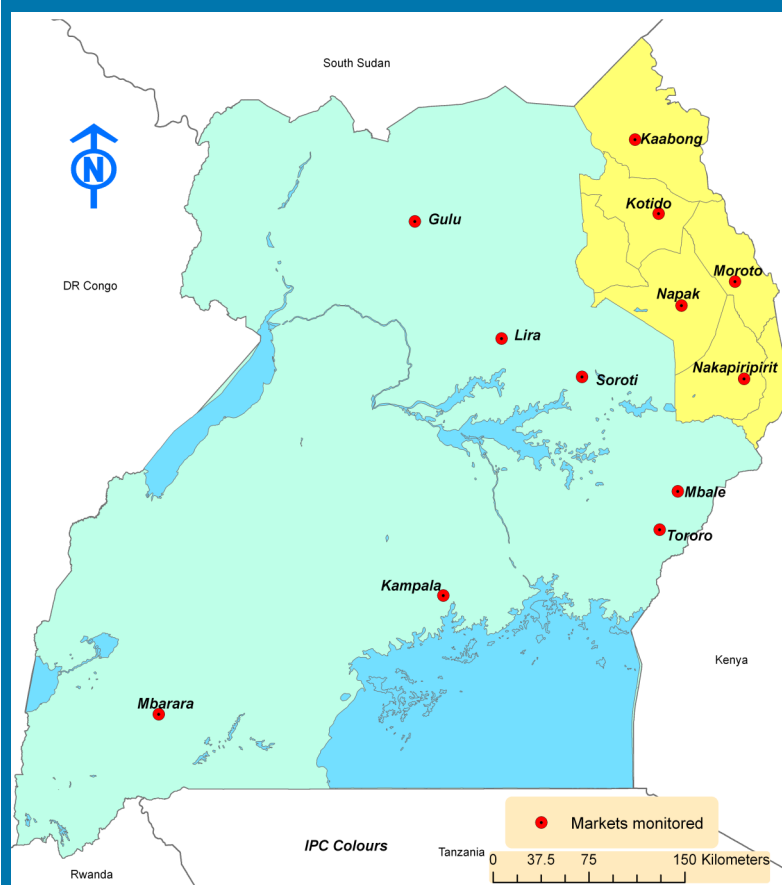 South Sudan
Kaabong
N
Kotido
Gulu
Moroto
DR Congo
Napak
Lira
Nakapiripirit
Soroti
Mbale
Tororo
Kampala
Kenya
Mbarara
Markets monitored
IPC Colours
Tanzania
0 37.5 75 150 Kilometers
Rwanda